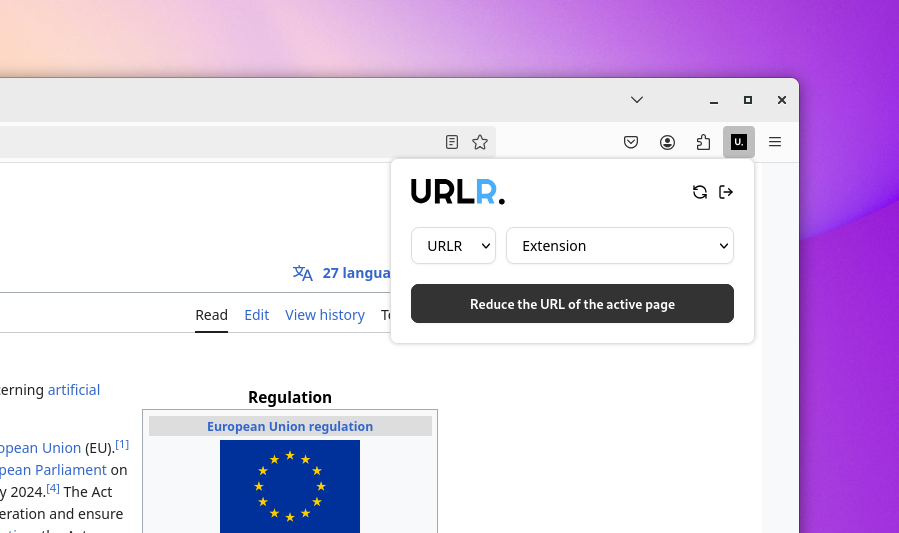 U.
URLR.
URLR
Extension
Reduce the URL of the active page
27 langua
Read
Edit
View history
To
erning artificial
Regulation
European Union regulation
opean Union (EU).[1]
pean Parliament on
y 2024.[4] The Act
eration and ensure